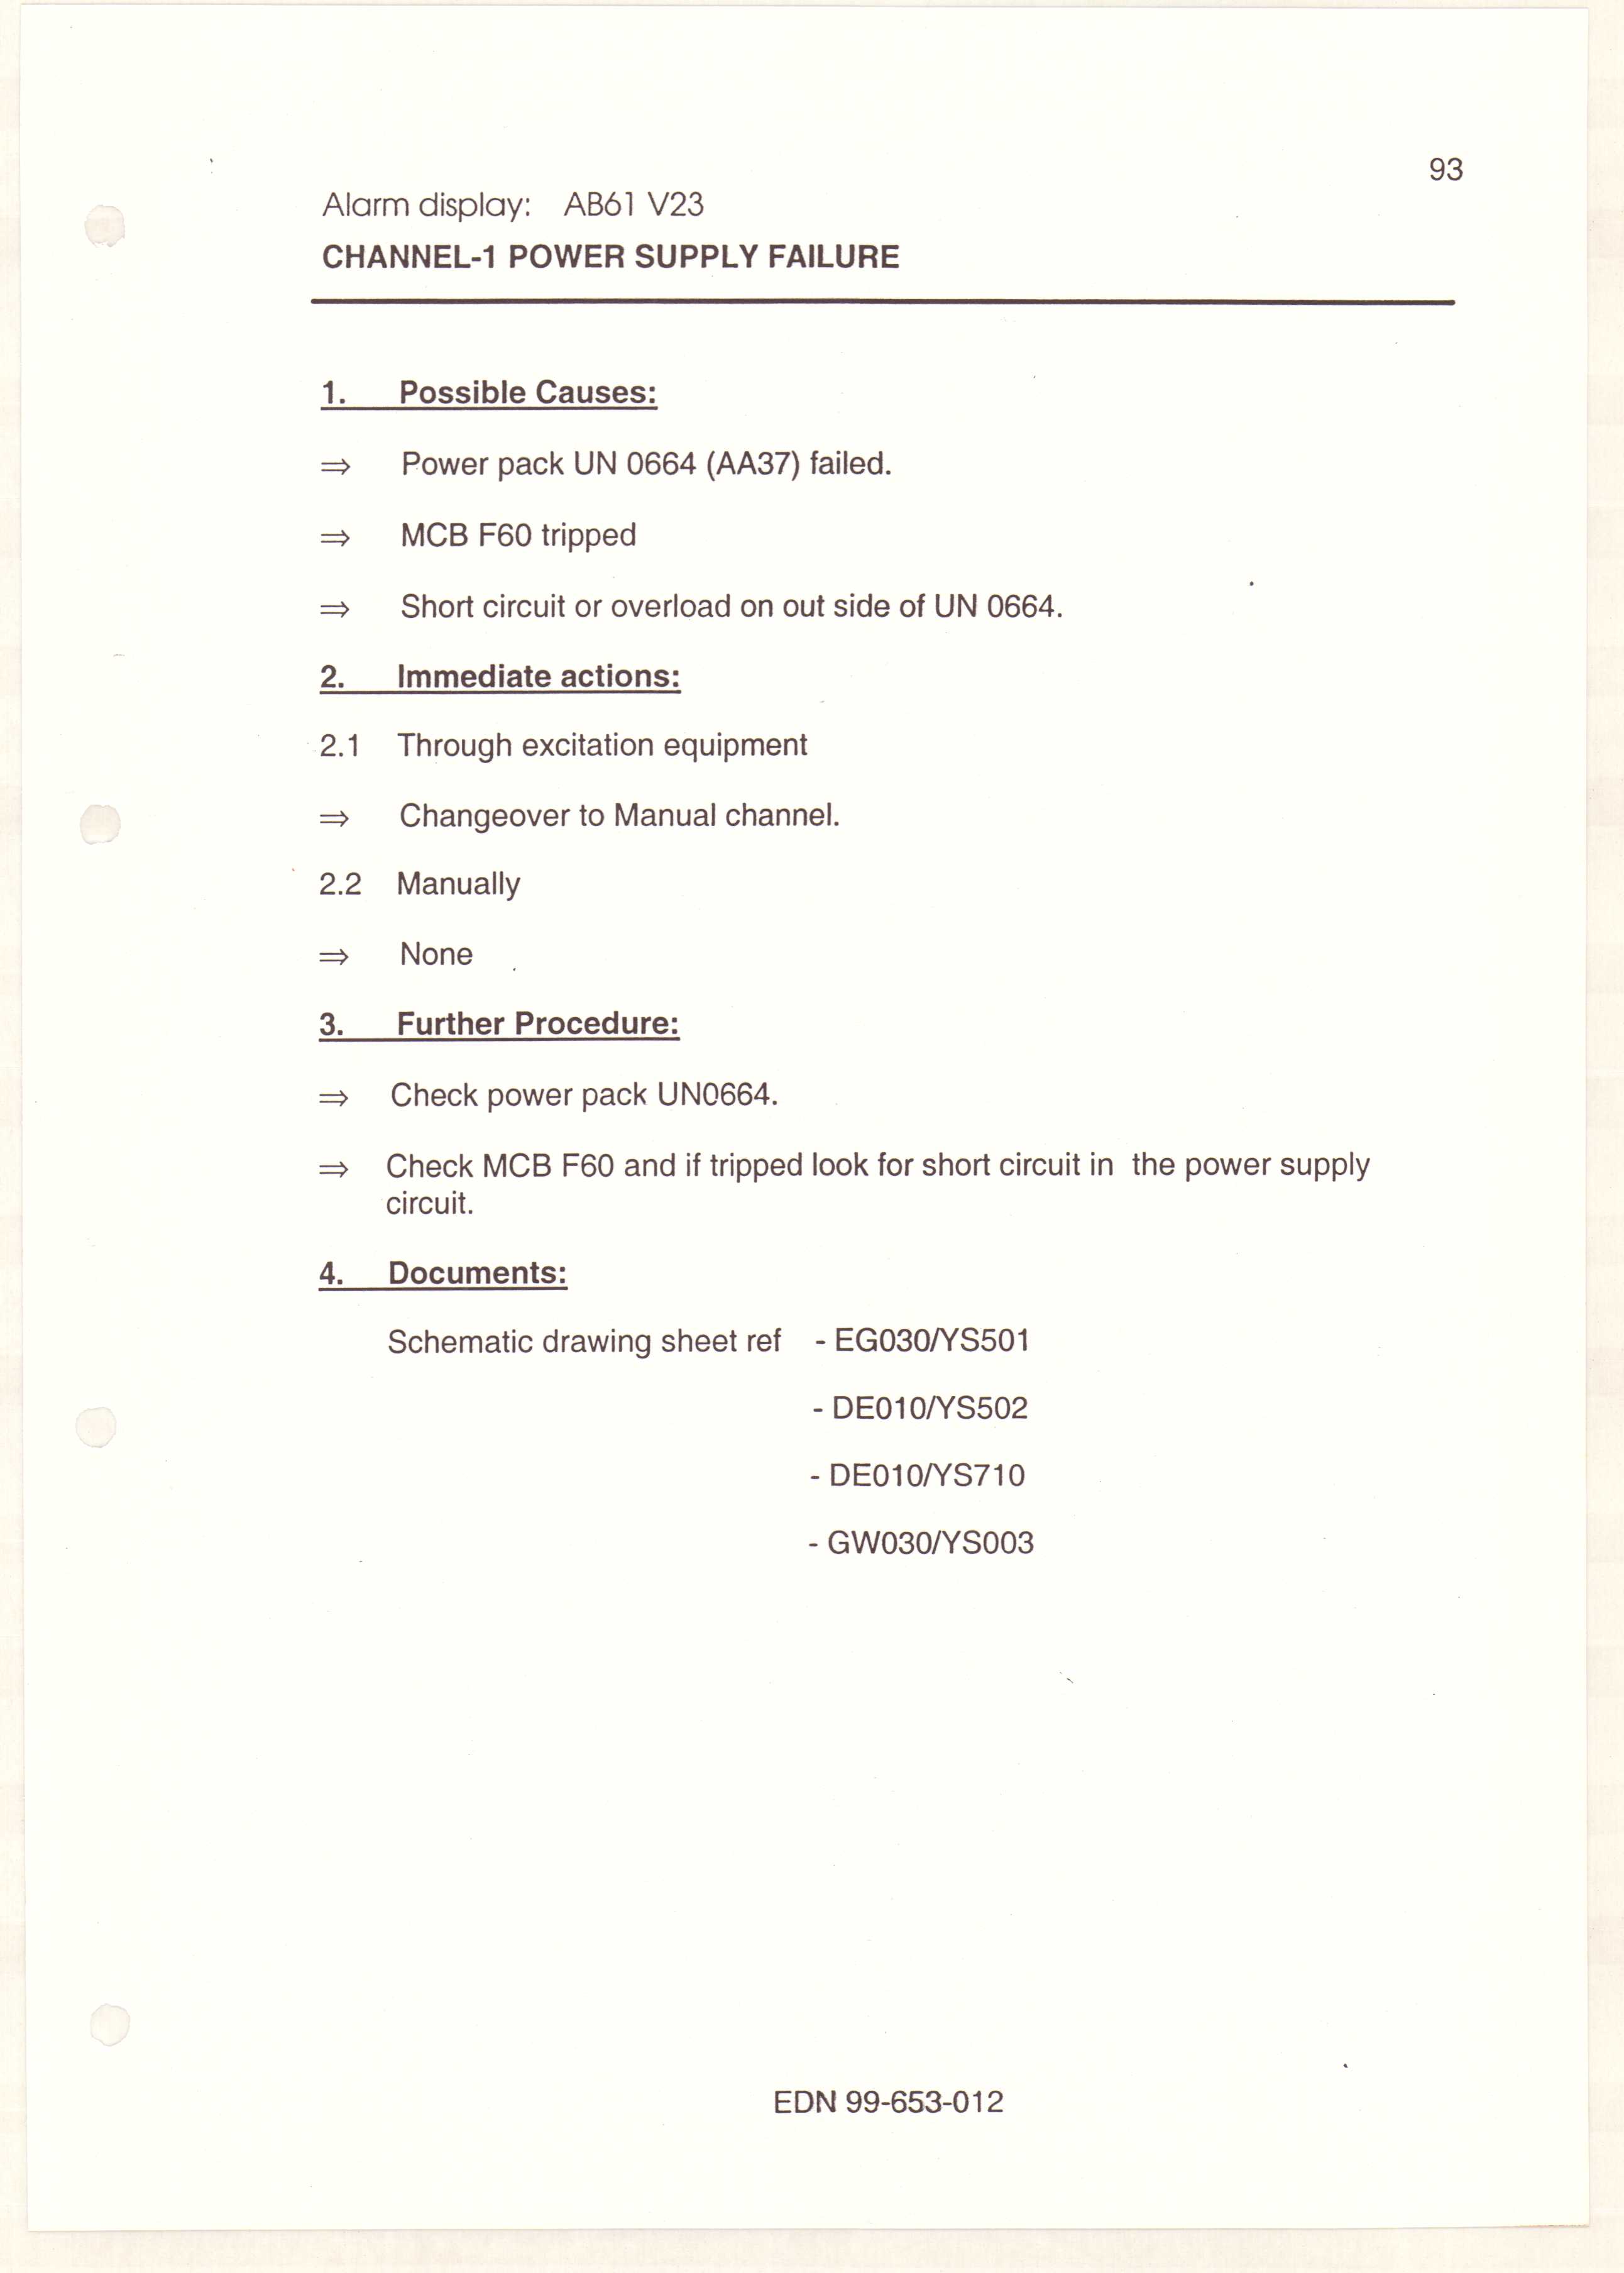 93
Alarm display: AB61 V23
CHANNEL-1 POWER SUPPLY FAILURE
1. Possible Causes:
⇒ Power pack UN 0664 (AA37) failed.
⇒ MCB F60 tripped
⇒ Short circuit or overload on out side of UN 0664.
2. Immediate actions:
2.1 Through excitation equipment
⇒ Changeover to Manual channel.
2.2 Manually
⇒ None
3. Further Procedure:
⇒ Check power pack UN0664.
⇒ Check MCB F60 and if tripped look for short circuit in the power supply
circuit.
4. Documents:
Schematic drawing sheet ref - EG030/YS501
- DE010/YS502
- DE010/YS710
- GW030/YS003
EDN 99-653-012